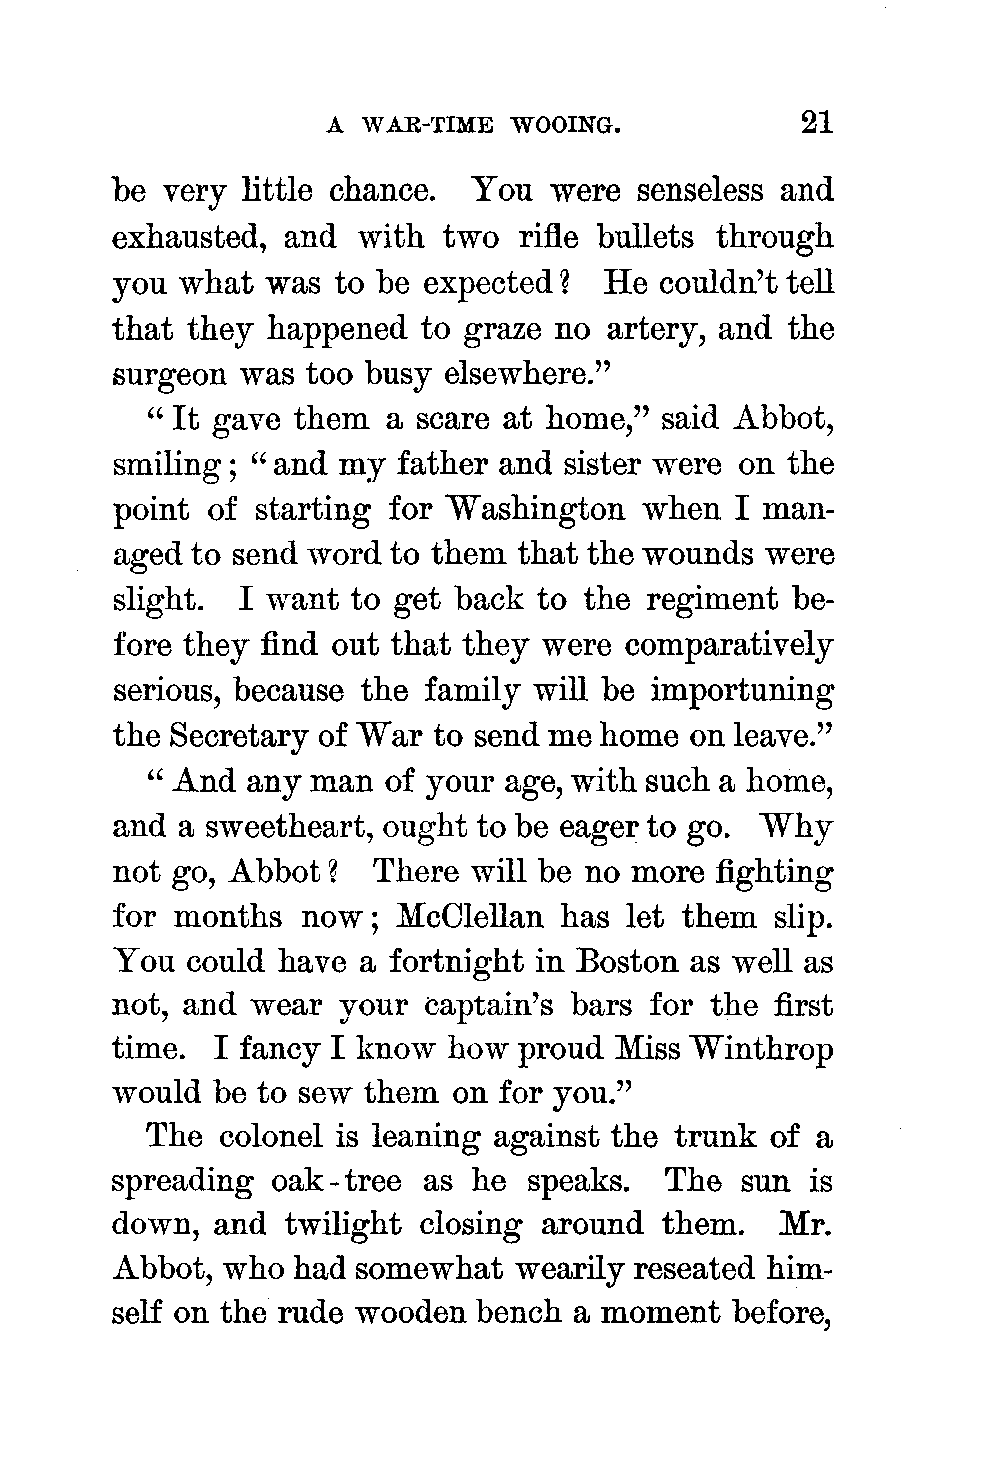 A WAR-TIME WOOING. 21
be very little chance. You were senseless and
exhausted, and with two rifle bullets through
you what was to be expected? He couldn't tell
that they happened to graze no artery, and the
surgeon was too busy elsewhere."
"It gave them a scare at home," said Abbot,
smiling; "and my father and sister were on the
point of starting for Washington when I man-
aged to send word to them that the wounds were
slight. I want to get back to the regiment be-
fore they find out that they were comparatively
serious, because the family will be importuning
the Secretary of War to send me home on leave."
"And any man of your age, with such a home,
and a sweetheart, ought to be eager to go. Why
not go, Abbot? There will be no more fighting
for months now; McClellan has let them slip.
You could have a fortnight in Boston as well as
not, and wear your captain's bars for the first
time. I fancy I know how proud Miss Winthrop
would be to sew them on for you."
The colonel is leaning against the trunk of a
spreading oak-tree as he speaks. The sun is
down, and twilight closing around them. Mr.
Abbot, who had somewhat wearily reseated him-
self on the rude wooden bench a moment before,